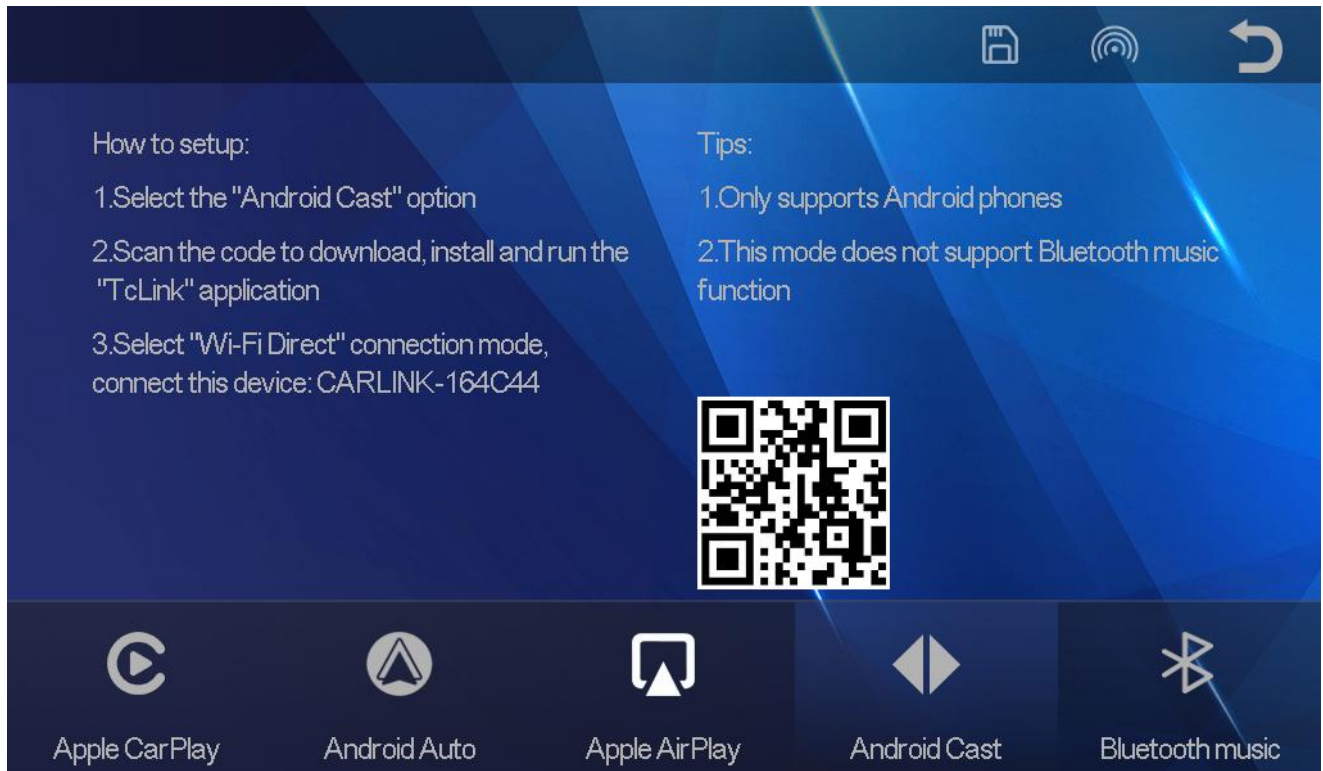 How to setup:
1.Select the "Android Cast" option
2.Scan the code to download, install and run the
"TcLink" application
3.Select "Wi-Fi Direct" connection mode,
connect this device: CARLINK-164C44
Tips:
1.Only supports Android phones
2.This mode does not support Bluetooth music
function
Apple CarPlay
Android Auto
Apple AirPlay
Android Cast
Bluetooth music